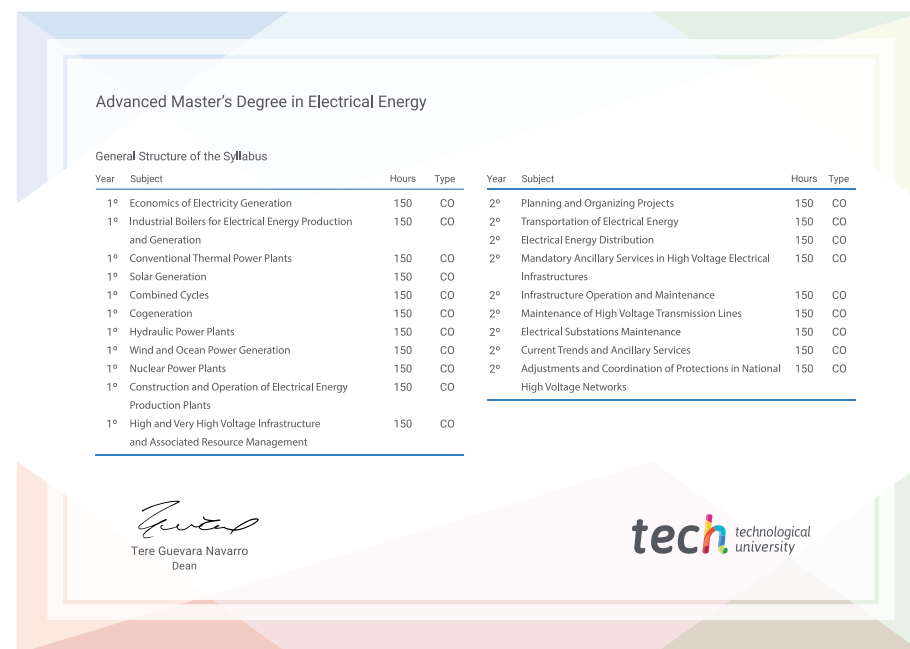 Advanced Master's Degree in Electrical Energy
General Structure of the Syllabus
Year Subject Hours Type
1º Economics of Electricity Generation 150 CO
1º Industrial Boilers for Electrical Energy Production 150 CO
and Generation
1º Conventional Thermal Power Plants 150 CO
1º Solar Generation 150 CO
1º Combined Cycles 150 CO
1º Cogeneration 150 CO
1º Hydraulic Power Plants 150 CO
1º Wind and Ocean Power Generation 150 CO
1º Nuclear Power Plants 150 CO
1º Construction and Operation of Electrical Energy 150 CO
Production Plants
1º High and Very High Voltage Infrastructure 150 CO
and Associated Resource Management
Year Subject Hours Type
2º Planning and Organizing Projects 150 CO
2º Transportation of Electrical Energy 150 CO
2º Electrical Energy Distribution 150 CO
2º Mandatory Ancillary Services in High Voltage Electrical 150 CO
Infrastructures
2º Infrastructure Operation and Maintenance 150 CO
2º Maintenance of High Voltage Transmission Lines 150 CO
2º Electrical Substations Maintenance 150 CO
2º Current Trends and Ancillary Services 150 CO
2º Adjustments and Coordination of Protections in National 150 CO
High Voltage Networks
Tere Guevara Navarro
Dean
tech technological
university